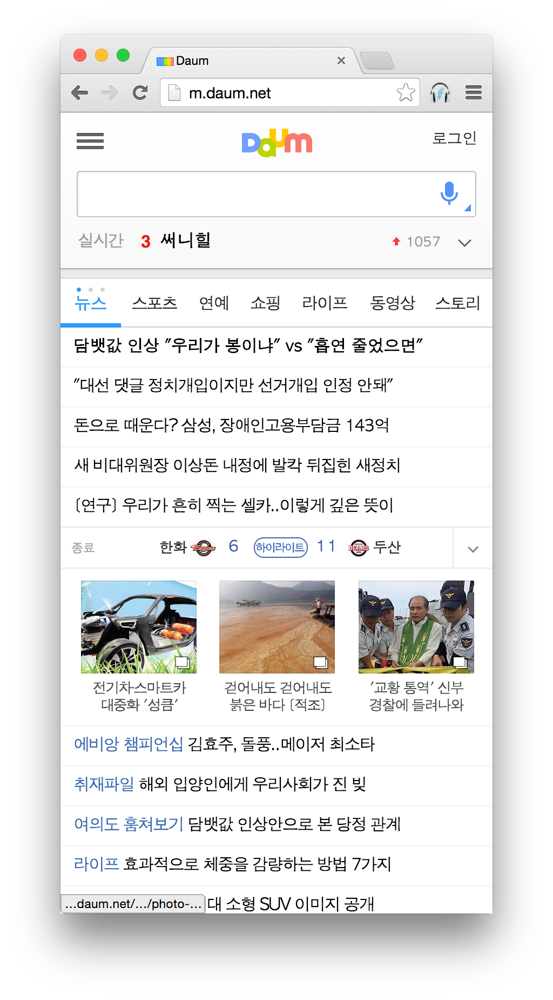 Daum
m.daum.net
Daum
로그인
실시간 3 써니힐 1057
뉴스 스포츠 연예 쇼핑 라이프 동영상 스토리
담뱃값 인상 "우리가 봉이냐" vs "흡연 줄었으면"
"대선 댓글 정치개입이지만 선거개입 인정 안돼"
돈으로 때운다? 삼성, 장애인고용부담금 143억
새 비대위원장 이상돈 내정에 발칵 뒤집힌 새정치
[연구] 우리가 흔히 찍는 셀카..이렇게 깊은 뜻이
종료 한화 Eagles 6 하이라이트 11 BEARS 두산
전기차·스마트카
대중화 '성큼'
걷어내도 걷어내도
붉은 바다 [적조]
'교황 통역' 신부
경찰에 들려나와
에비앙 챔피언십 김효주, 돌풍..메이저 최소타
취재파일 해외 입양인에게 우리사회가 진 빚
여의도 훔쳐보기 담뱃값 인상안으로 본 당정 관계
라이프 효과적으로 체중을 감량하는 방법 7가지
...daum.net/.../photo-... 대 소형 SUV 이미지 공개